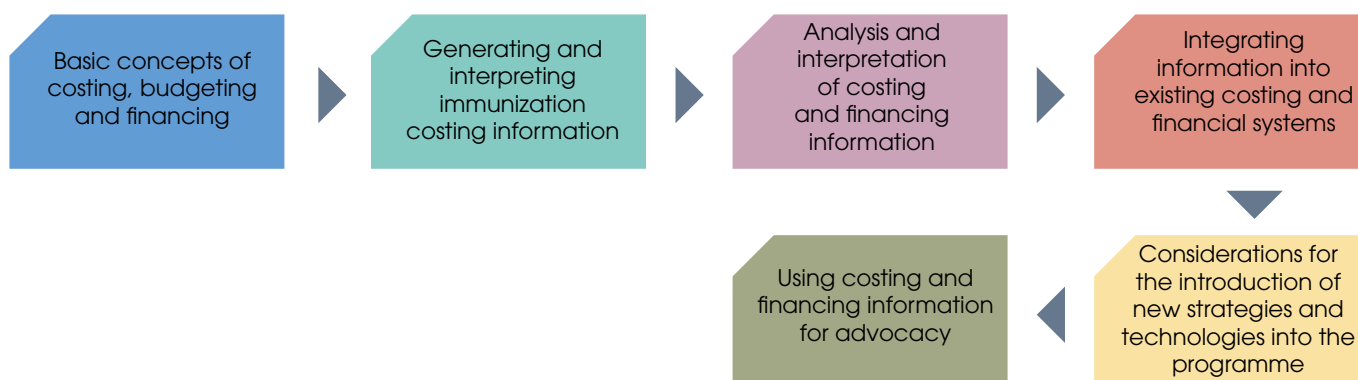 Basic concepts of
costing, budgeting
and financing
Generating and
interpreting
immunization
costing information
Analysis and
interpretation
of costing
and financing
information
Integrating
information into
existing costing and
financial systems
Considerations for
the introduction of
new strategies and
technologies into the
programme
Using costing and
financing information
for advocacy